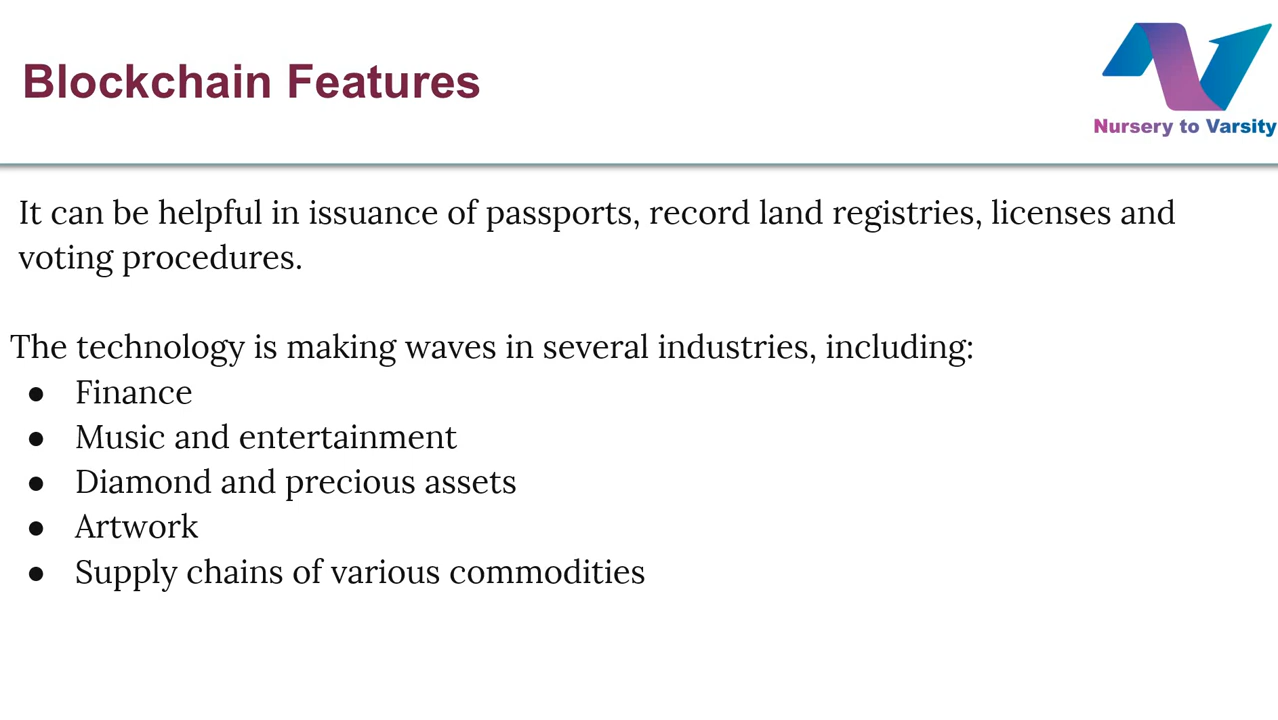 Blockchain Features
Nursery to Varsity
It can be helpful in issuance of passports, record land registries, licenses and
voting procedures.
The technology is making waves in several industries, including:
● Finance
● Music and entertainment
● Diamond and precious assets
● Artwork
● Supply chains of various commodities